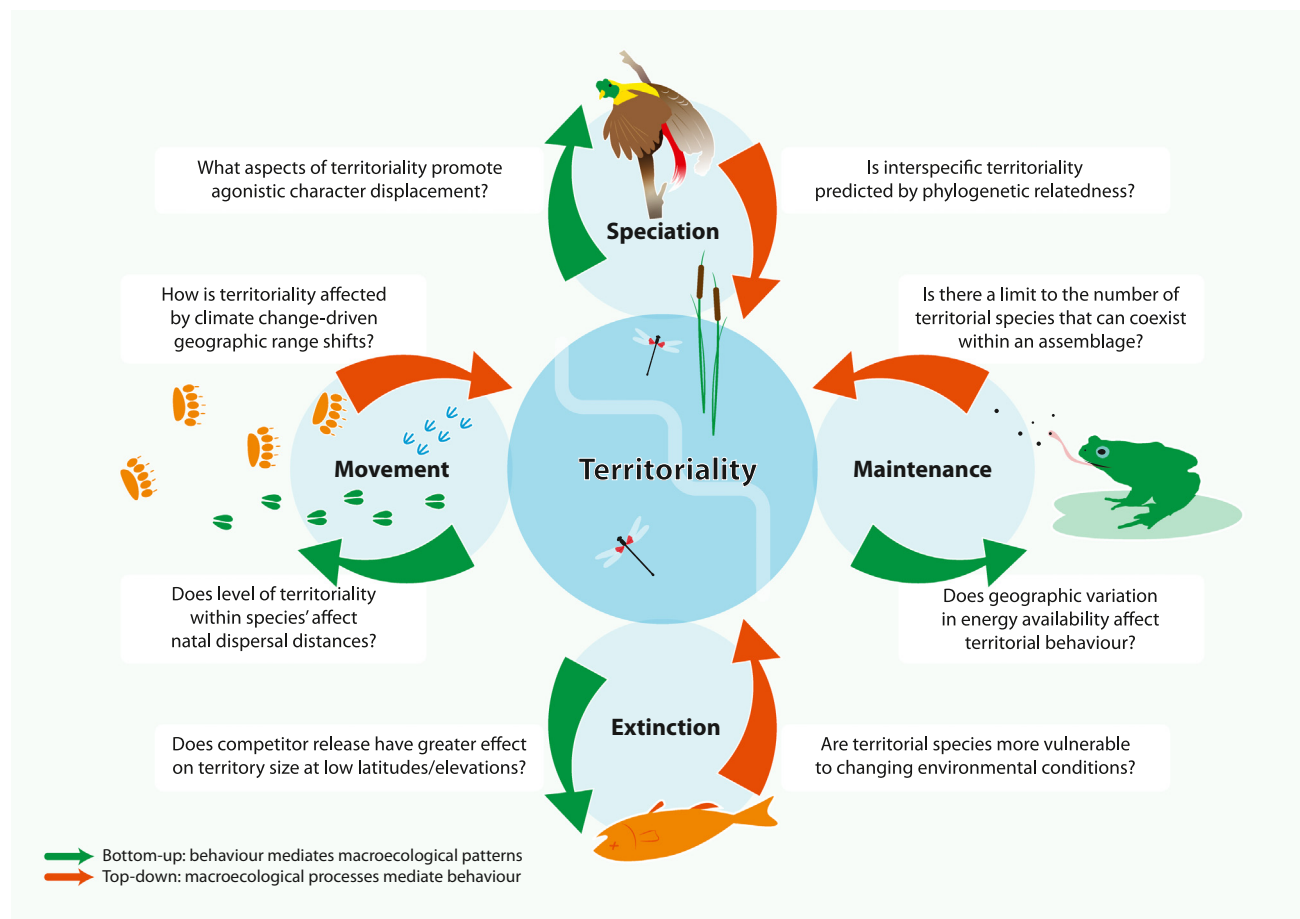 What aspects of territoriality promote
agonistic character displacement?
Is interspecific territoriality
predicted by phylogenetic relatedness?
Speciation
How is territoriality affected
by climate change-driven
geographic range shifts?
Is there a limit to the number of
territorial species that can coexist
within an assemblage?
Movement
Territoriality
Maintenance
Does level of territoriality
within species’ affect
natal dispersal distances?
Does geographic variation
in energy availability affect
territorial behaviour?
Extinction
Does competitor release have greater effect
on territory size at low latitudes/elevations?
Are territorial species more vulnerable
to changing environmental conditions?
Bottom-up: behaviour mediates macroecological patterns
Top-down: macroecological processes mediate behaviour